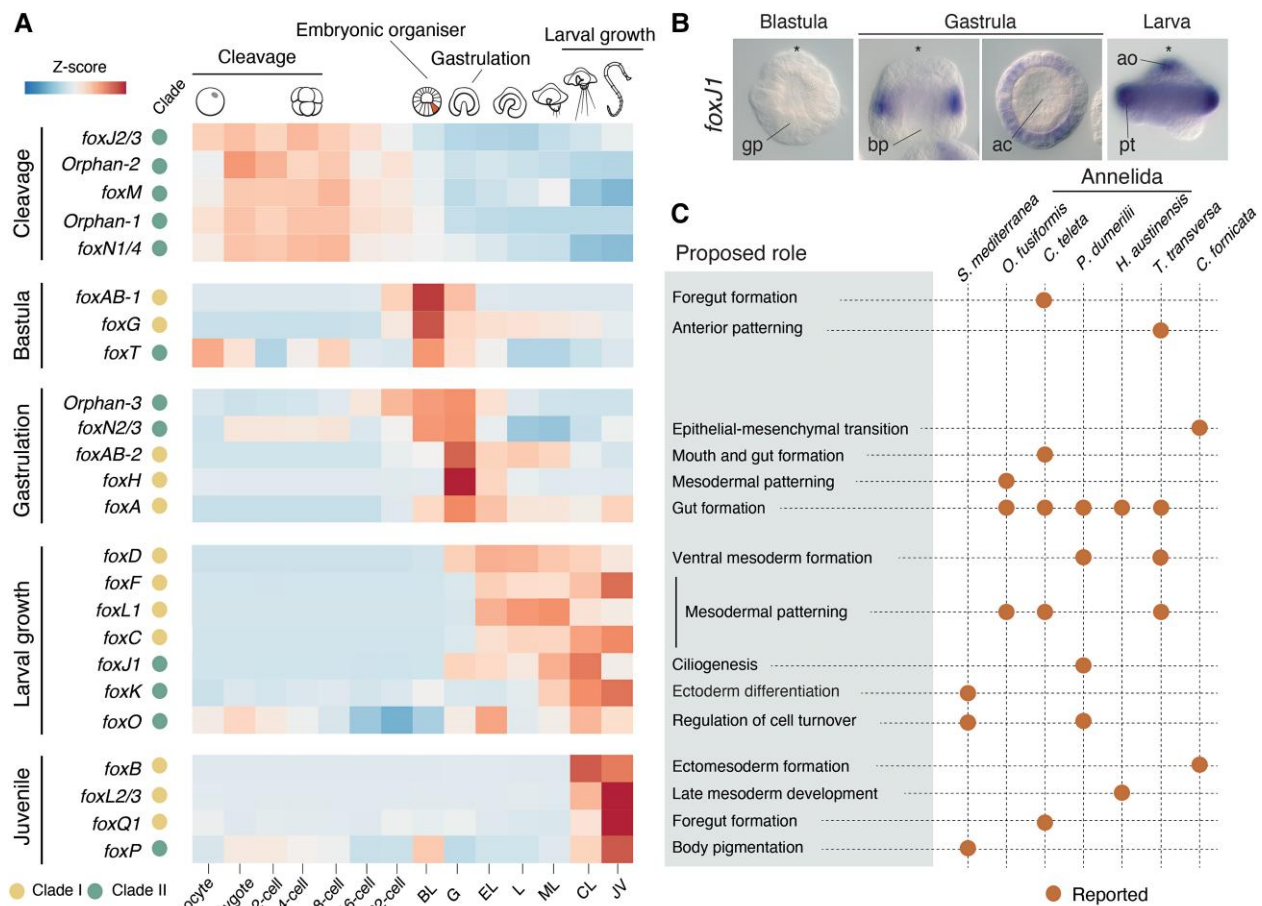 A
Z-score
Clade
Cleavage
Embryonic organiser
Gastrulation
Larval growth
Cleavage
foxJ2/3
Orphan-2
foxM
Orphan-1
foxN1/4
Bastula
foxAB-1
foxG
foxT
Gastrulation
Orphan-3
foxN2/3
foxAB-2
foxH
foxA
Larval growth
foxD
foxF
foxL1
foxC
foxJ1
foxK
foxO
Juvenile
foxB
foxL2/3
foxQ1
foxP
Clade I
Clade II
2-cell
BL
G
EL
L
ML
CL
JV
B
Blastula
Gastrula
Larva
foxJ1
*
gp
*
bp
ac
*
ao
pt
C
Annelida
Proposed role
S. mediterranea
O. fusiformis
C. teleta
P. dumerilii
H. austinensis
T. transversa
C. fornicata
Foregut formation
Anterior patterning
Epithelial-mesenchymal transition
Mouth and gut formation
Mesodermal patterning
Gut formation
Ventral mesoderm formation
Mesodermal patterning
Ciliogenesis
Ectoderm differentiation
Regulation of cell turnover
Ectomesoderm formation
Late mesoderm development
Foregut formation
Body pigmentation
Reported